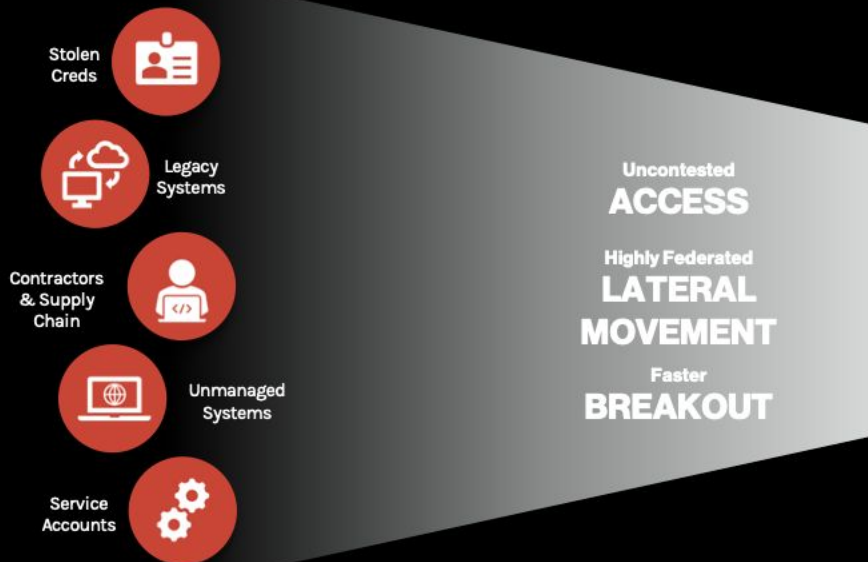 Stolen
Creds
Legacy
Systems
Contractors
& Supply
Chain
</>
Unmanaged
Systems
Service
Accounts
Uncontested
ACCESS
Highly Federated
LATERAL
MOVEMENT
Faster
BREAKOUT